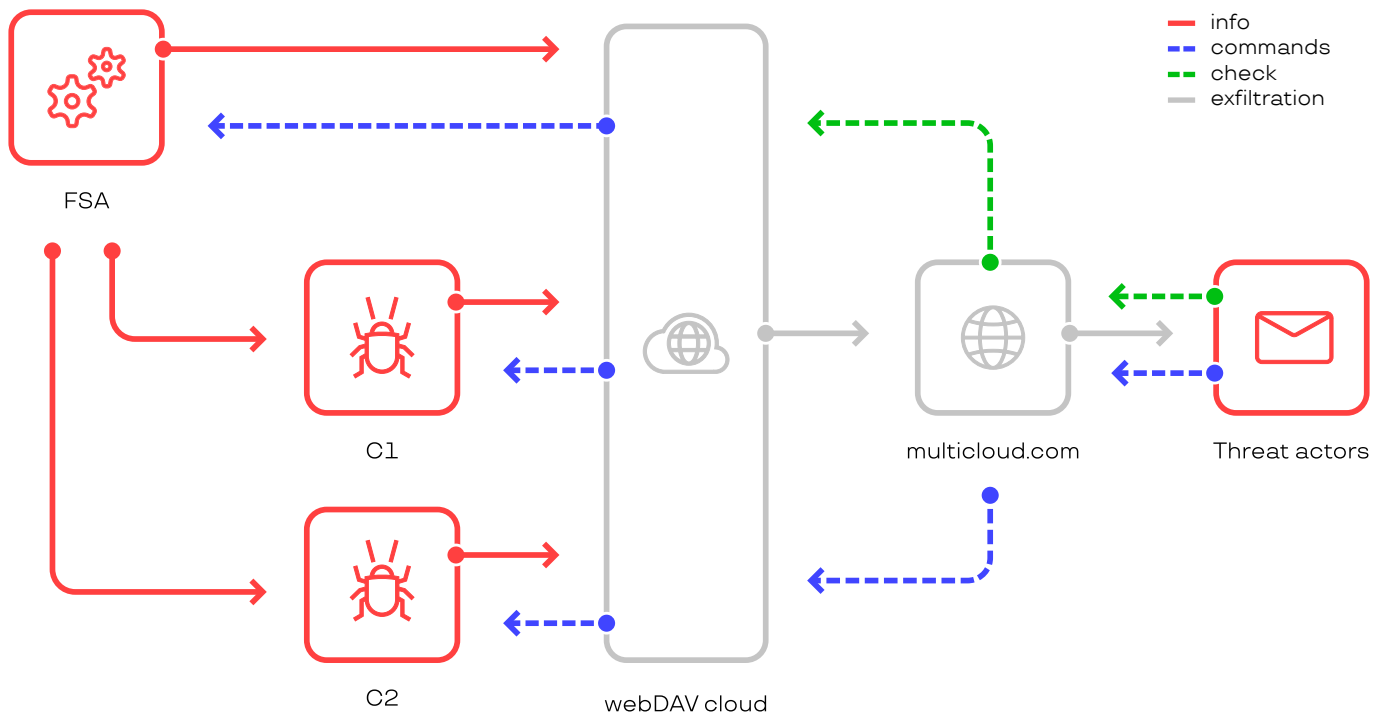 info
commands
check
exfiltration
FSA
C1
multicloud.com
Threat actors
C2
webDAV cloud